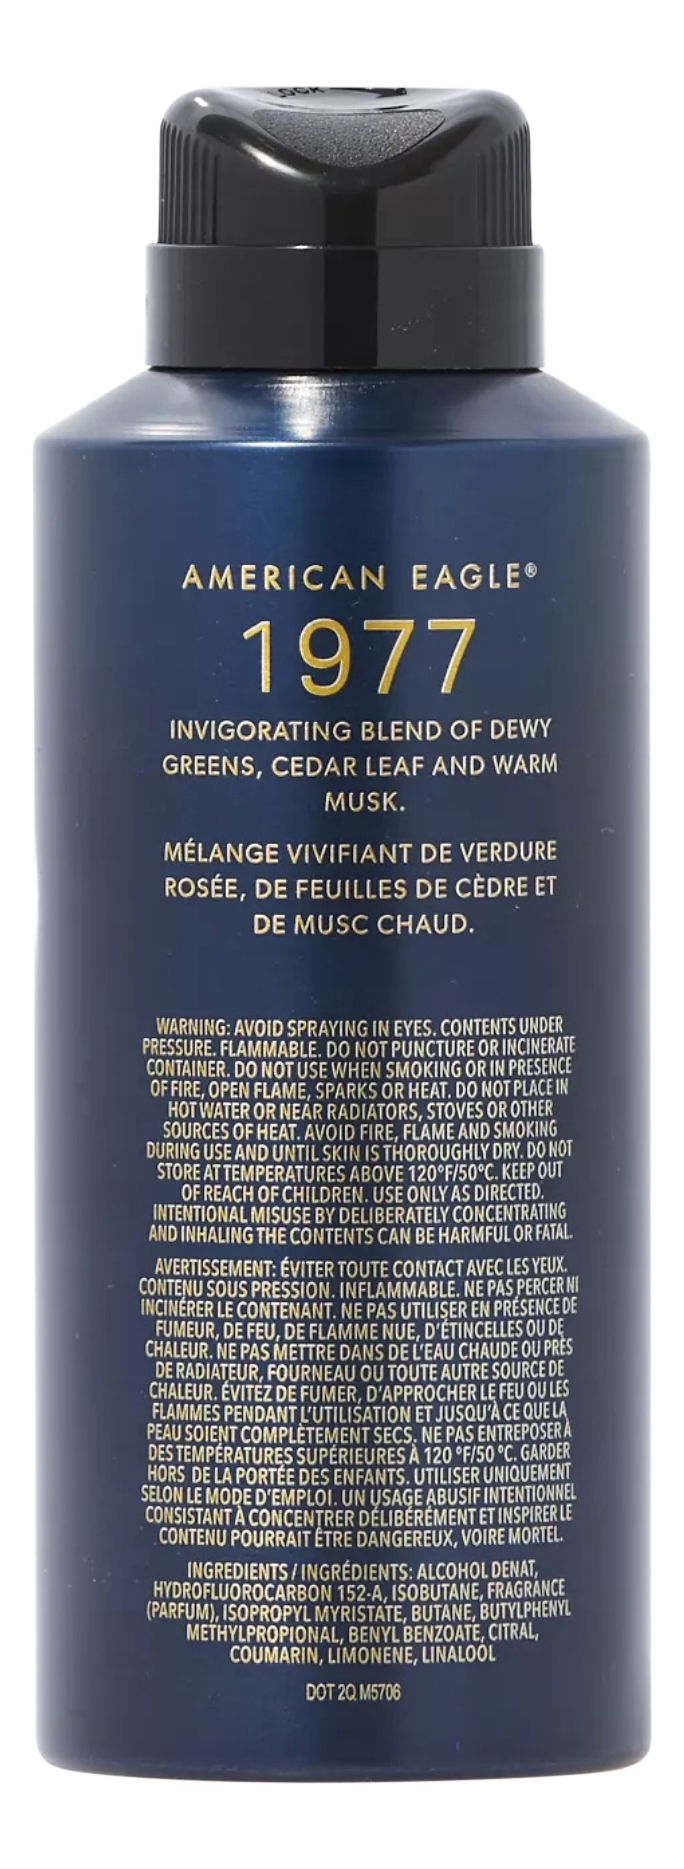 LOCK
AMERICAN EAGLE®
1977
INVIGORATING BLEND OF DEWY
GREENS, CEDAR LEAF AND WARM
MUSK.
MÉLANGE VIVIFIANT DE VERDURE
ROSÉE, DE FEUILLES DE CÈDRE ET
DE MUSC CHAUD.
WARNING: AVOID SPRAYING IN EYES. CONTENTS UNDER
PRESSURE. FLAMMABLE. DO NOT PUNCTURE OR INCINERATE
CONTAINER. DO NOT USE WHEN SMOKING OR IN PRESENCE
OF FIRE, OPEN FLAME, SPARKS OR HEAT. DO NOT PLACE IN
HOT WATER OR NEAR RADIATORS, STOVES OR OTHER
SOURCES OF HEAT. AVOID FIRE, FLAME AND SMOKING
DURING USE AND UNTIL SKIN IS THOROUGHLY DRY. DO NOT
STORE AT TEMPERATURES ABOVE 120°F/50°C. KEEP OUT
OF REACH OF CHILDREN. USE ONLY AS DIRECTED.
INTENTIONAL MISUSE BY DELIBERATELY CONCENTRATING
AND INHALING THE CONTENTS CAN BE HARMFUL OR FATAL.
AVERTISSEMENT: ÉVITER TOUTE CONTACT AVEC LES YEUX.
CONTENU SOUS PRESSION. INFLAMMABLE. NE PAS PERCER NI
INCINÉRER LE CONTENANT. NE PAS UTILISER EN PRÉSENCE DE
FUMEUR, DE FEU, DE FLAMME NUE, D'ÉTINCELLES OU DE
CHALEUR. NE PAS METTRE DANS DE L'EAU CHAUDE OU PRÈS
DE RADIATEUR, FOURNEAU OU TOUTE AUTRE SOURCE DE
CHALEUR. ÉVITEZ DE FUMER, D'APPROCHER LE FEU OU LES
FLAMMES PENDANT L'UTILISATION ET JUSQU'À CE QUE LA
PEAU SOIENT COMPLÈTEMENT SECS. NE PAS ENTREPOSER À
DES TEMPÉRATURES SUPÉRIEURES À 120 °F/50 °C. GARDER
HORS DE LA PORTÉE DES ENFANTS. UTILISER UNIQUEMENT
SELON LE MODE D'EMPLOI. UN USAGE ABUSIF INTENTIONNEL
CONSISTANT À CONCENTRER DÉLIBÉRÉMENT ET INSPIRER LE
CONTENU POURRAIT ÊTRE DANGEREUX, VOIRE MORTEL.
INGREDIENTS / INGRÉDIENTS: ALCOHOL DENAT,
HYDROFLUOROCARBON 152-A, ISOBUTANE, FRAGRANCE
(PARFUM), ISOPROPYL MYRISTATE, BUTANE, BUTYLPHENYL
METHYLPROPIONAL, BENYL BENZOATE, CITRAL,
COUMARIN, LIMONENE, LINALOOL
DOT 2Q M5706